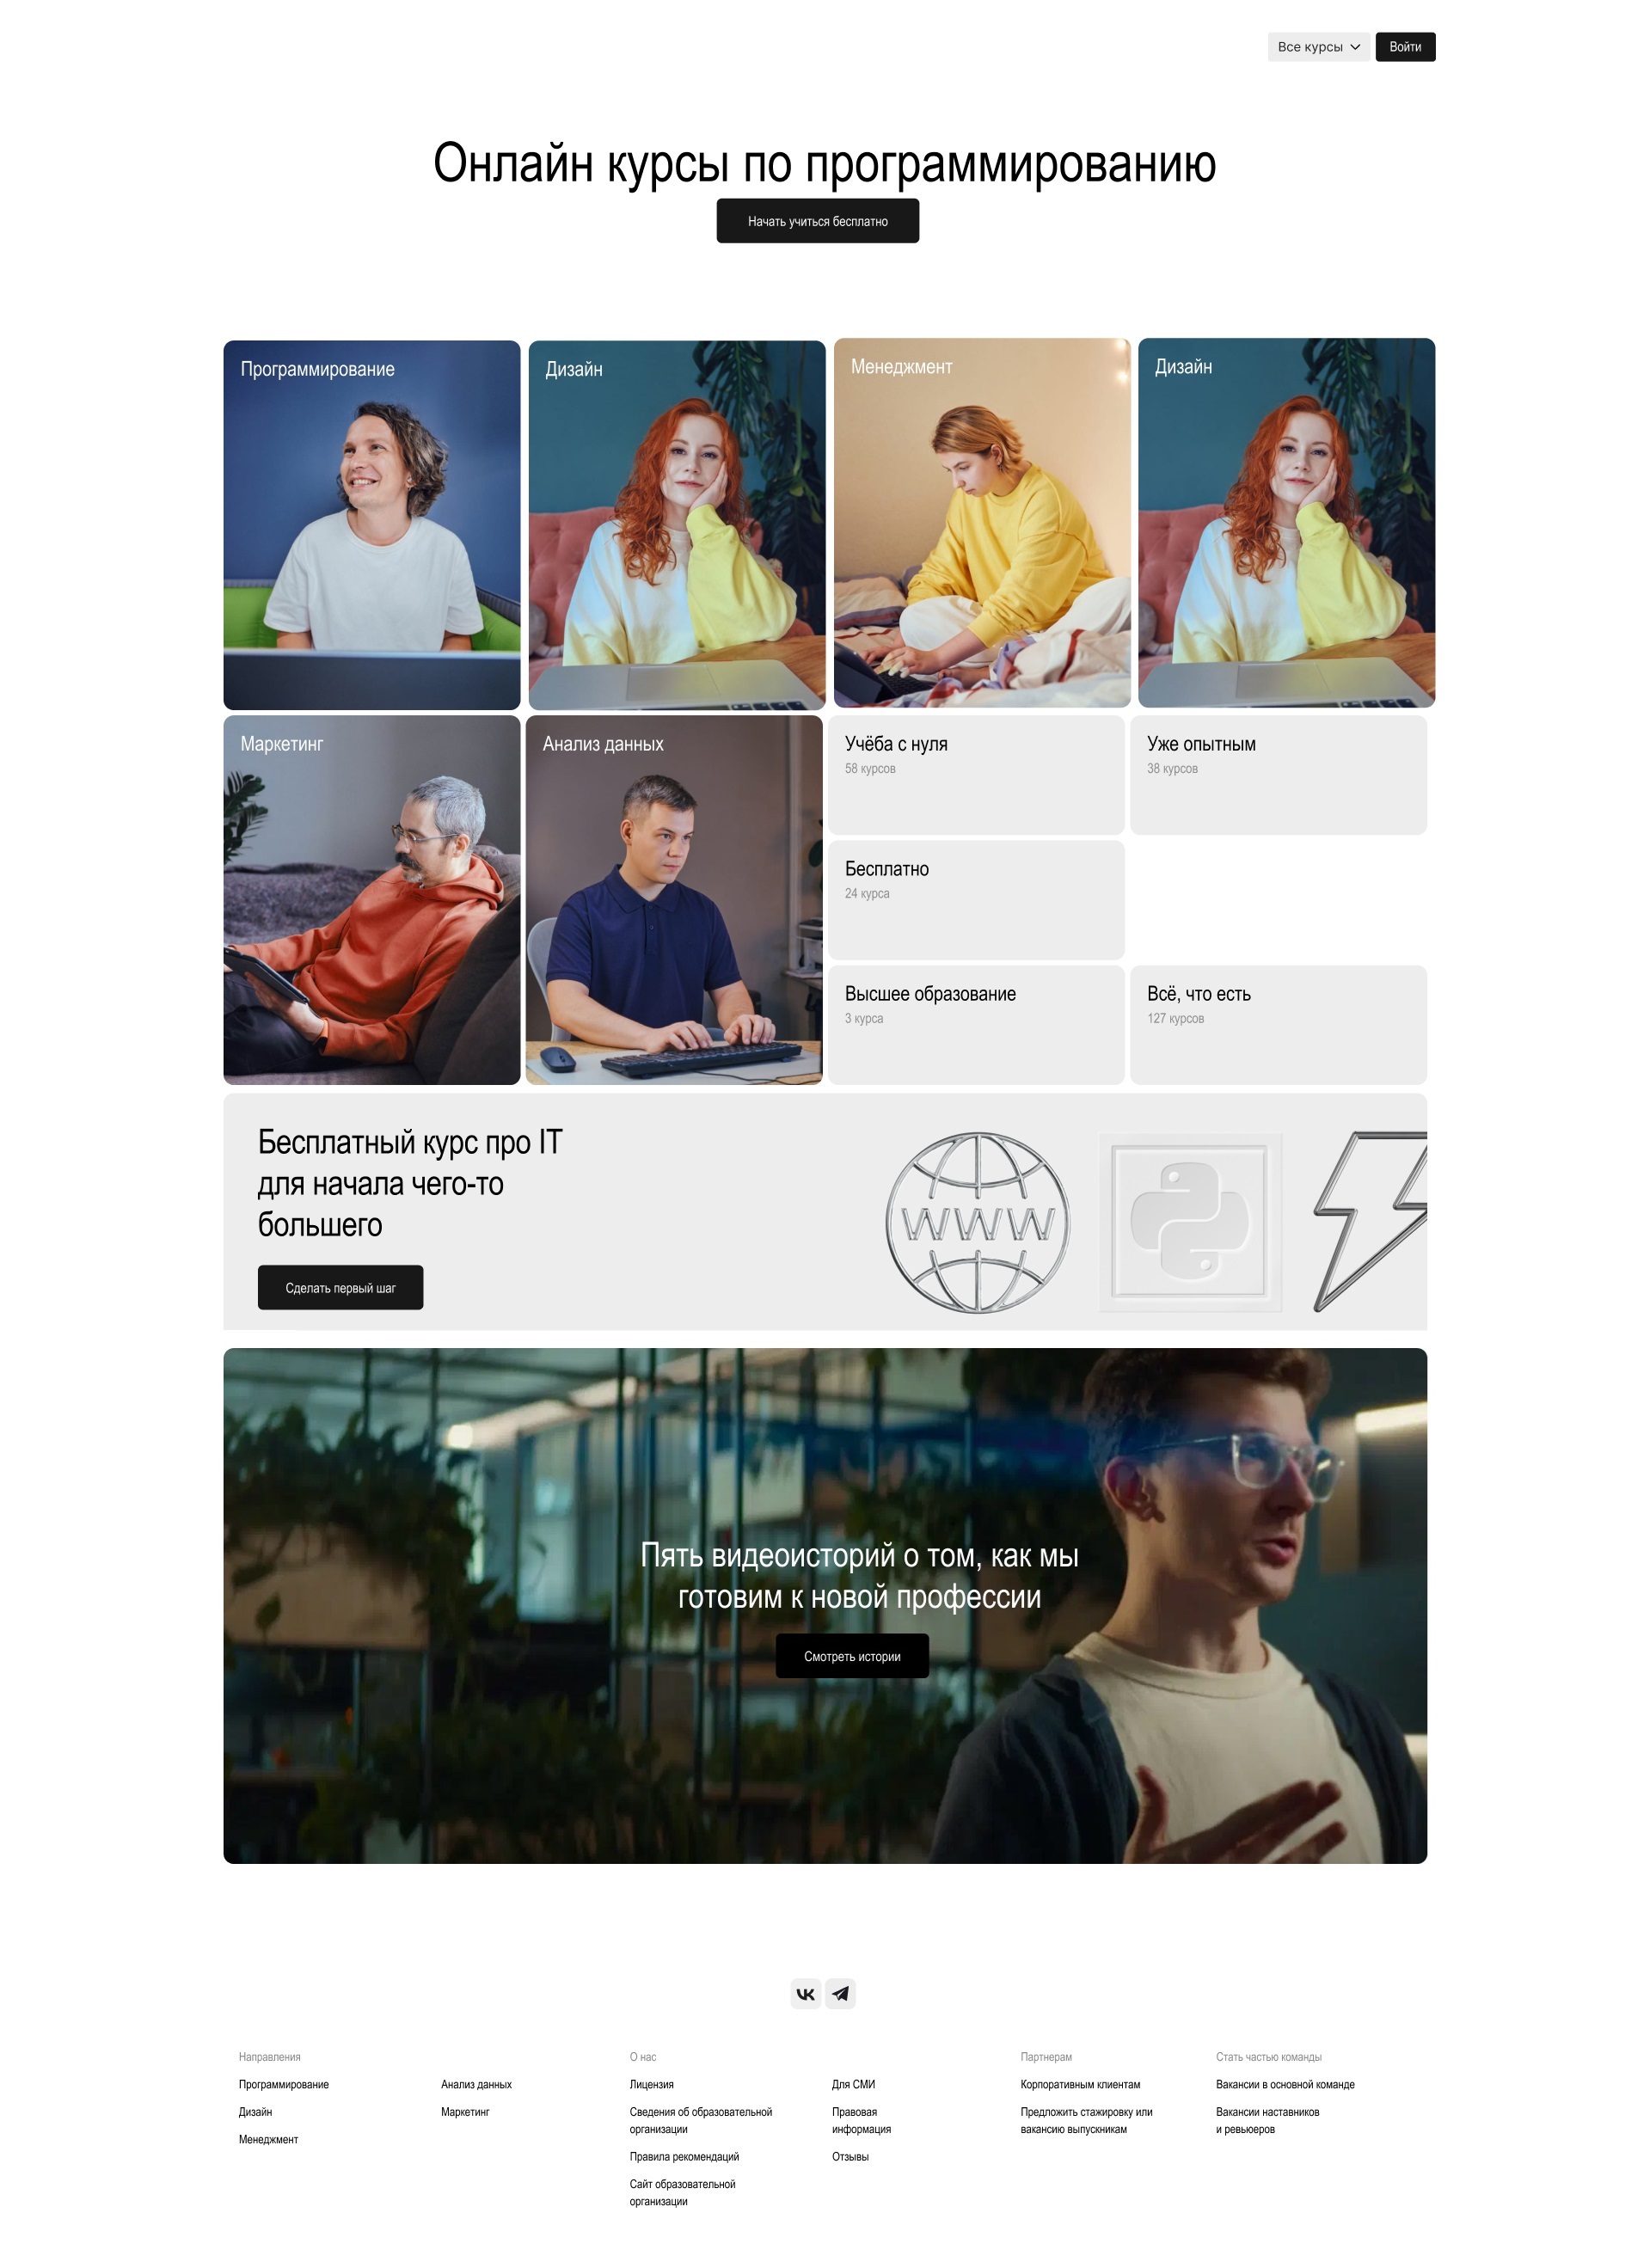 Все курсы
Войти
Онлайн курсы по программированию
Начать учиться бесплатно
Программирование
Дизайн
Менеджмент
Дизайн
Маркетинг
Анализ данных
Учёба с нуля
58 курсов
Уже опытным
38 курсов
Бесплатно
24 курса
Высшее образование
3 курса
Всё, что есть
127 курсов
Бесплатный курс про IT
для начала чего-то
большего
Сделать первый шаг
WWW
Пять видеоисторий о том, как мы
готовим к новой профессии
Смотреть истории
Направления
Программирование
Дизайн
Менеджмент
Анализ данных
Маркетинг
О нас
Лицензия
Сведения об образовательной
организации
Правила рекомендаций
Сайт образовательной
организации
Для СМИ
Правовая
информация
Отзывы
Партнерам
Корпоративным клиентам
Предложить стажировку или
вакансию выпускникам
Стать частью команды
Вакансии в основной команде
Вакансии наставников
и ревьюеров